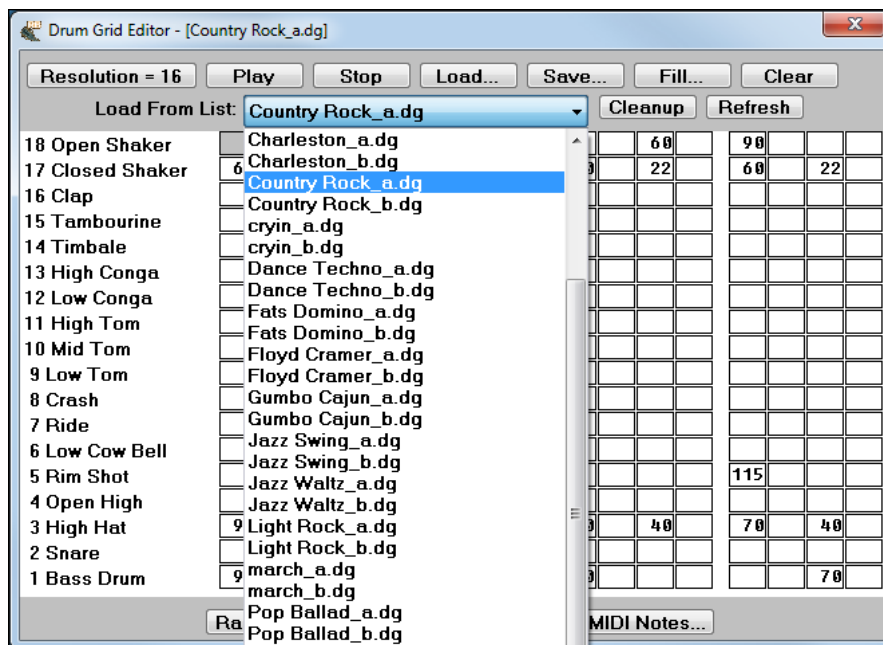 Drum Grid Editor - [Country Rock_a.dg]
Resolution = 16 Play Stop Load... Save... Fill... Clear
Load From List: Country Rock_a.dg Cleanup Refresh
18 Open Shaker 60 90
17 Closed Shaker 22 60 22
16 Clap
15 Tambourine
14 Timbale
13 High Conga
12 Low Conga
11 High Tom
10 Mid Tom
9 Low Tom
8 Crash
7 Ride
6 Low Cow Bell
5 Rim Shot 115
4 Open High
3 High Hat 40 70 40
2 Snare
1 Bass Drum 70
Charleston_a.dg
Charleston_b.dg
Country Rock_a.dg
Country Rock_b.dg
cryin_a.dg
cryin_b.dg
Dance Techno_a.dg
Dance Techno_b.dg
Fats Domino_a.dg
Fats Domino_b.dg
Floyd Cramer_a.dg
Floyd Cramer_b.dg
Gumbo Cajun_a.dg
Gumbo Cajun_b.dg
Jazz Swing_a.dg
Jazz Swing_b.dg
Jazz Waltz_a.dg
Jazz Waltz_b.dg
Light Rock_a.dg
Light Rock_b.dg
march_a.dg
march_b.dg
Pop Ballad_a.dg
Pop Ballad_b.dg
MIDI Notes...